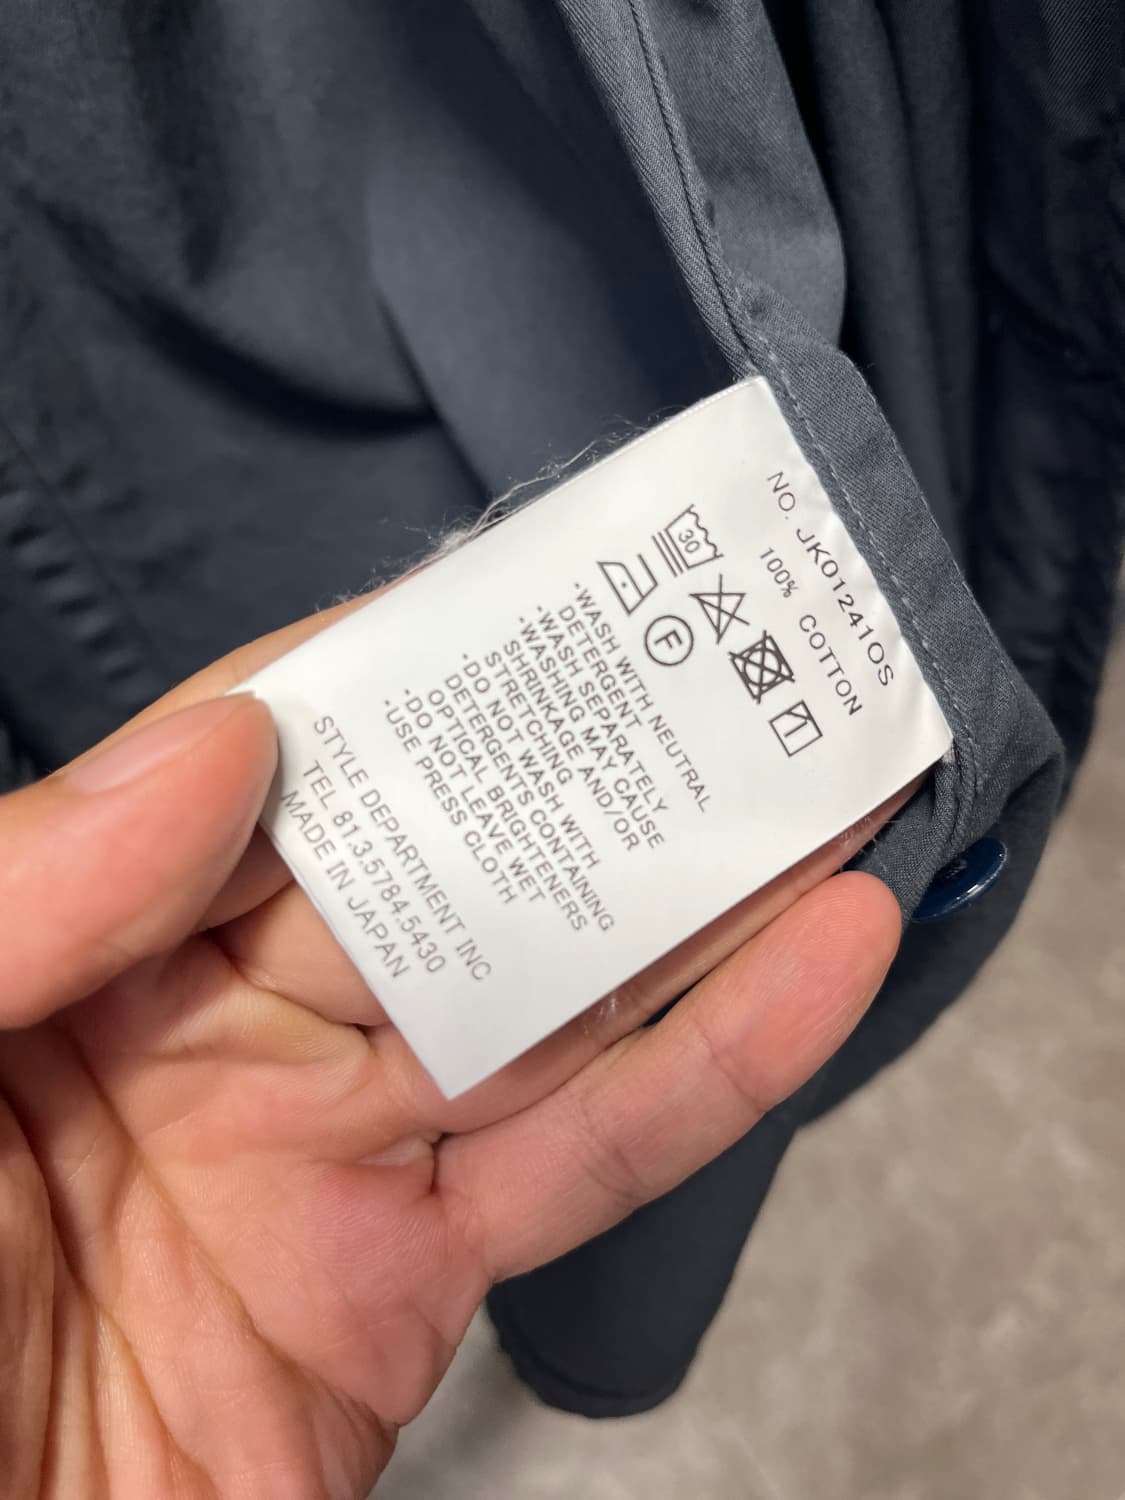 NO. JK012410S
100% COTTON
30
F
-WASH WITH NEUTRAL
DETERGENT
-WASH SEPARATELY
-WASHING MAY CAUSE
SHRINKAGE AND/OR
STRETCHING
-DO NOT WASH WITH
DETERGENTS CONTAINING
OPTICAL BRIGHTENERS
-DO NOT LEAVE WET
-USE PRESS CLOTH
STYLE DEPARTMENT INC
TEL 81.3.5784.5430
MADE IN JAPAN